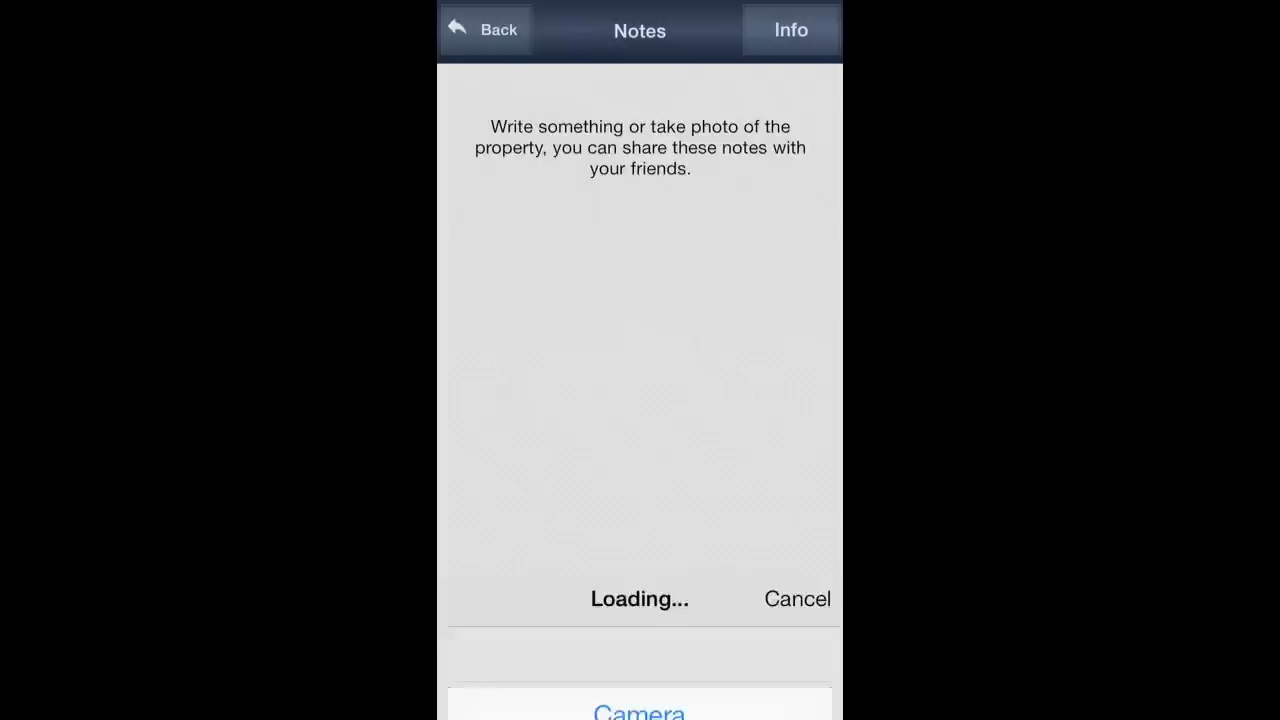 Back Notes Info
Write something or take photo of the
property, you can share these notes with
your friends.
Loading... Cancel
Camera